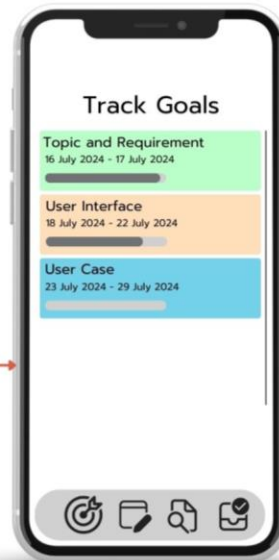 Track Goals
Topic and Requirement
16 July 2024 - 17 July 2024
User Interface
18 July 2024 - 22 July 2024
User Case
23 July 2024 - 29 July 2024